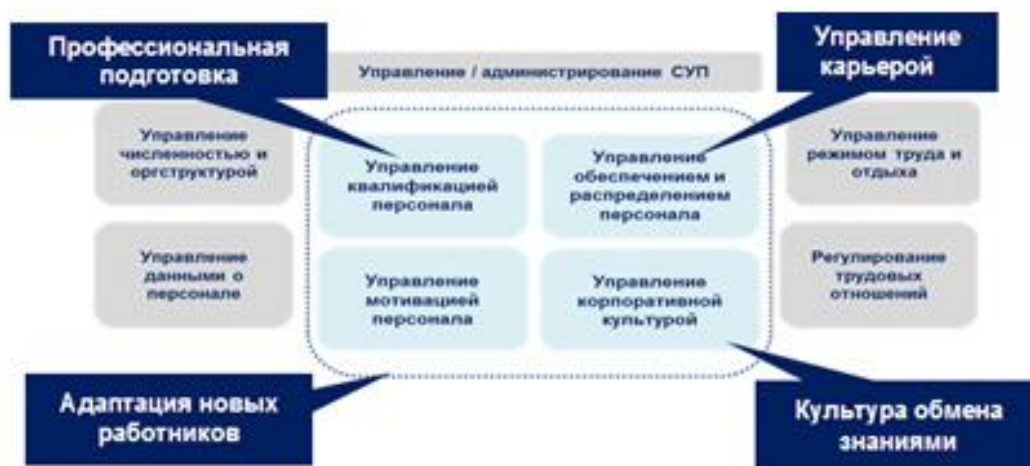 Профессиональная
подготовка
Управление
карьерой
Управление / администрирование СУП
Управление
численностью и
оргструктурой
Управление
квалификацией
персонала
Управление
обеспечением и
распределением
персонала
Управление
режимом труда и
отдыха
Управление
данными о
персонале
Управление
мотивацией
персонала
Управление
корпоративной
культурой
Регулирование
трудовых
отношений
Адаптация новых
работников
Культура обмена
знаниями